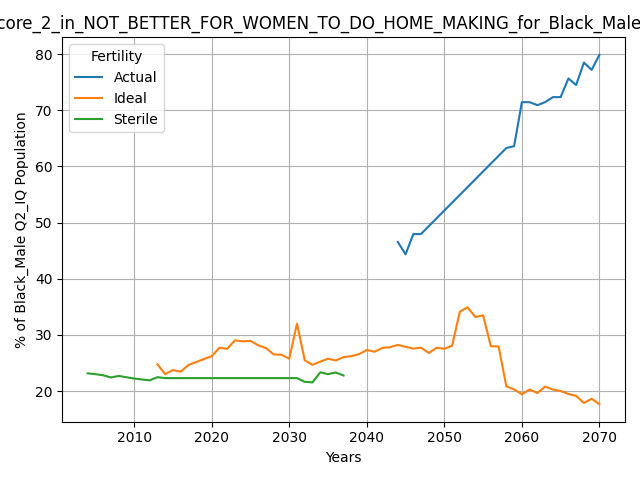 core_2_in_NOT_BETTER_FOR_WOMEN_TO_DO_HOME_MAKING_for_Black_Male
Fertility
Actual
Ideal
Sterile
% of Black_Male Q2_IQ Population
80
70
60
50
40
30
20
2010
2020
2030
2040
2050
2060
2070
Years